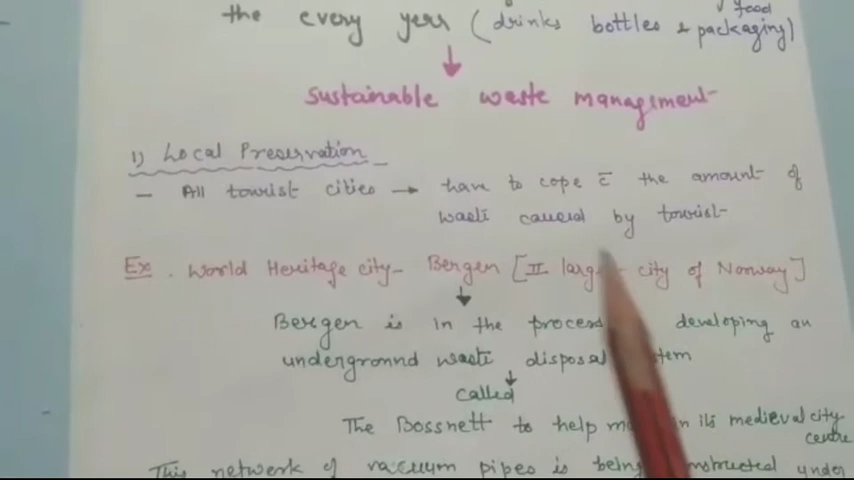 the every year (drinks bottles & food packaging)
↓
Sustainable waste management
1) Local Preservation
- All tourist cities → have to cope c̄ the amount of
waste caused by tourist
Ex. World Heritage city- Bergen [II city of Norway]
↓
Bergen is in the process developing an
underground waste disposal
↓
called
The Bossnett to help in its medieval city
centre
This network of vacuum pipes is being under